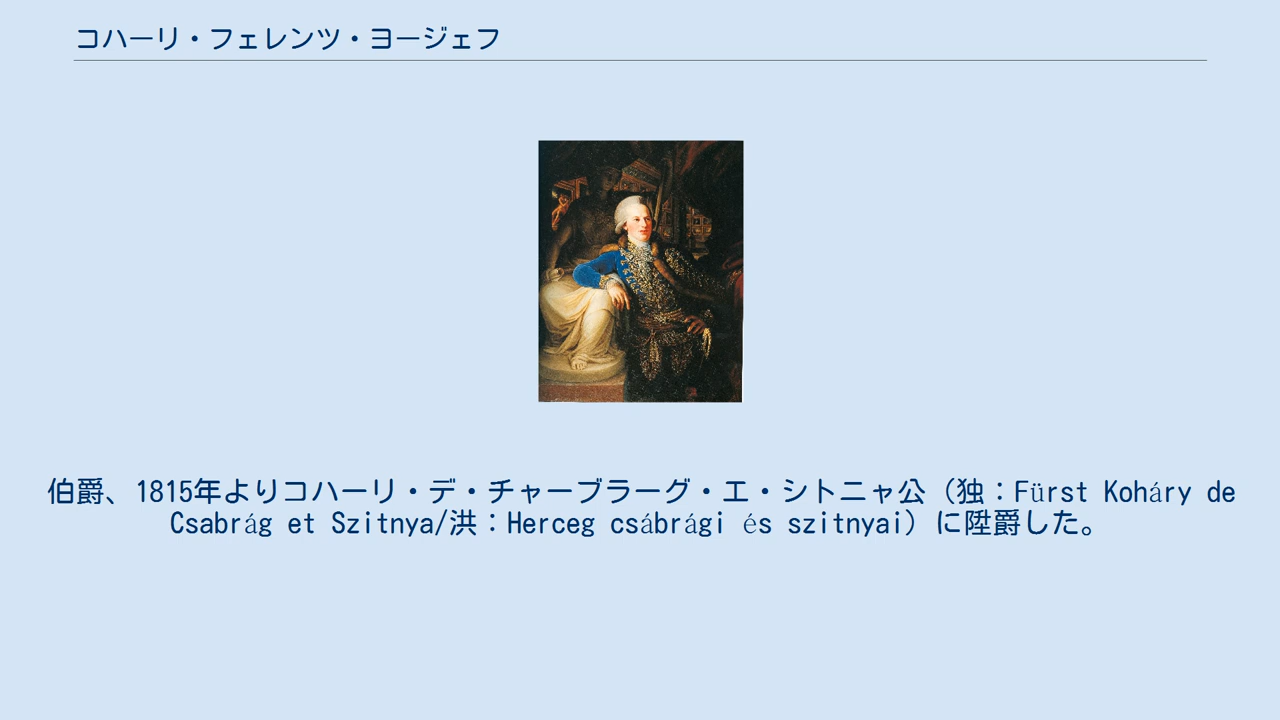 コハーリ・フェレンツ・ヨージェフ
伯爵、1815年よりコハーリ・デ・チャーブラーグ・エ・シトニャ公（独：Fürst Koháry de
Csabrág et Szitnya/洪：Herceg csábrági és szitnyai）に陞爵した。